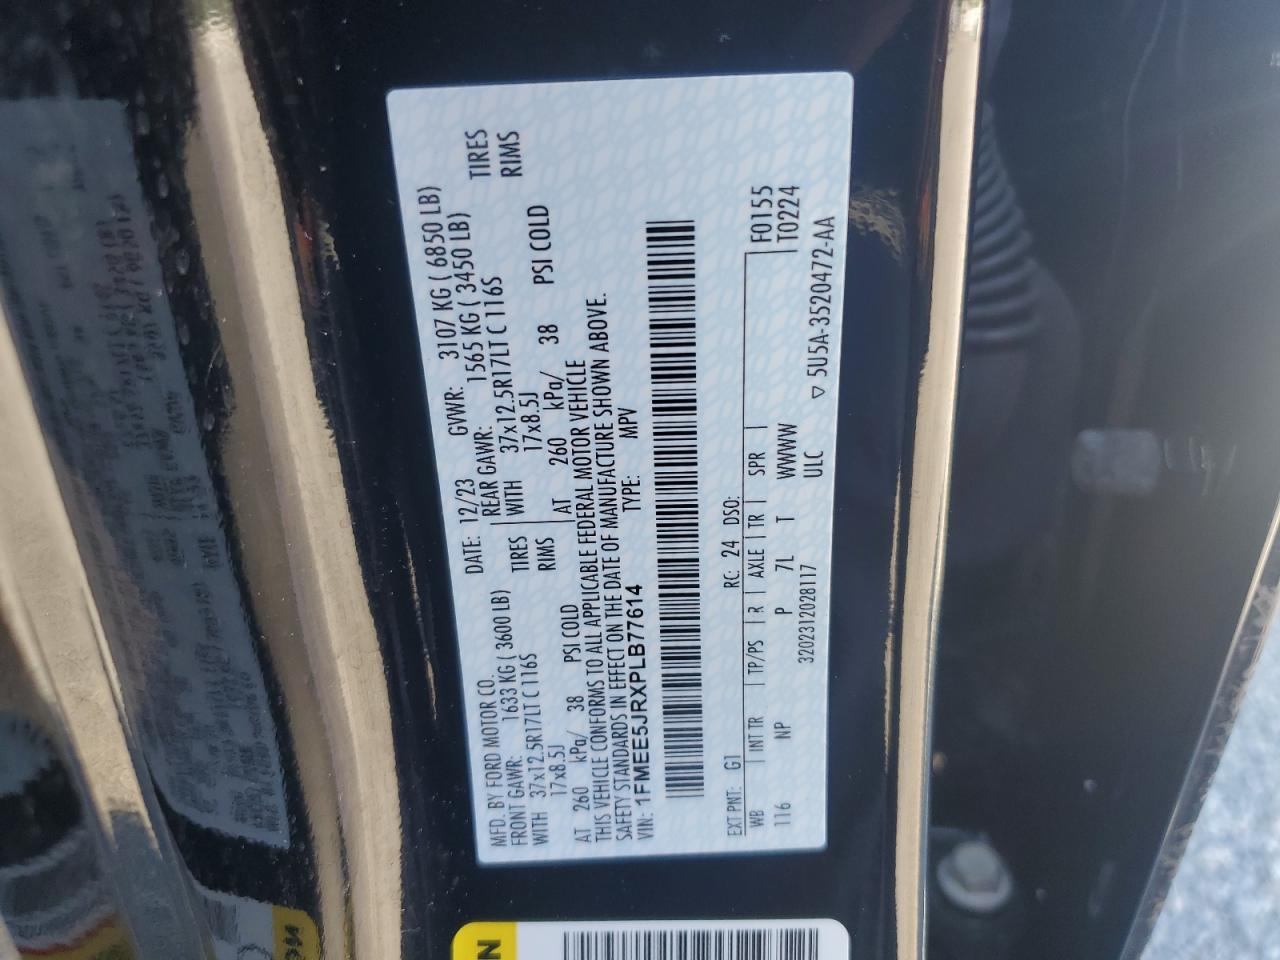 MFD. BY FORD MOTOR CO.
DATE: 12/23 GVWR: 3107 KG ( 6850 LB)
FRONT GAWR: 1633 KG ( 3600 LB)
REAR GAWR: 1565 KG ( 3450 LB)
WITH 37x12.5R17LT C 116S TIRES
WITH 37x12.5R17LT C 116S TIRES
17x8.5J RIMS
17x8.5J RIMS
AT 260 kPa/ 38 PSI COLD
AT 260 kPa/ 38 PSI COLD
THIS VEHICLE CONFORMS TO ALL APPLICABLE FEDERAL MOTOR VEHICLE
SAFETY STANDARDS IN EFFECT ON THE DATE OF MANUFACTURE SHOWN ABOVE.
VIN: 1FMEE5JRXPLB77614 TYPE: MPV
EXT PNT: G1 RC: 24 DSO: F0155
WB INT TR TP/PS R AXLE TR SPR T0224
116 NP P 7L T WWWW
3202312028117 ULC
▽ 5U5A-3520472-AA